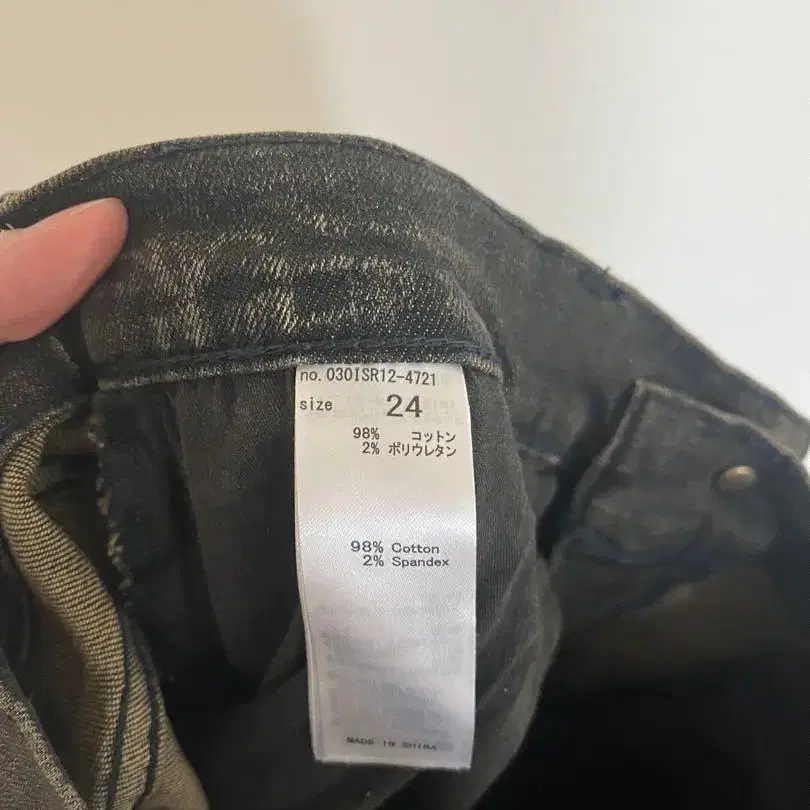 no. 030ISR12-4721
size 24
98% コットン
2% ポリウレタン
98% Cotton
2% Spandex
MADE IN CHINA